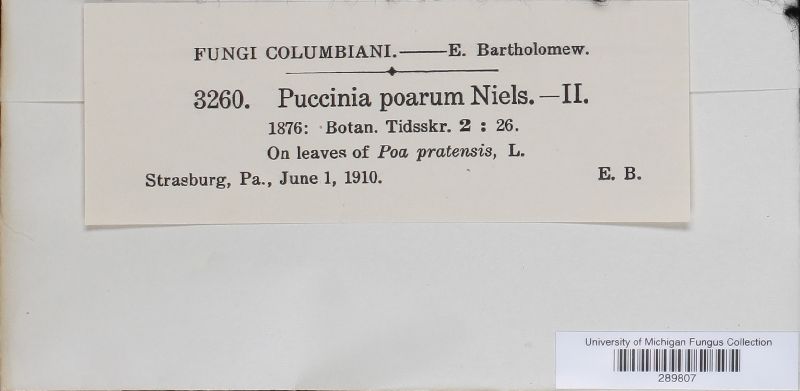 FUNGI COLUMBIANI.——E. Bartholomew.
3260. Puccinia poarum Niels.—II.
1876: Botan. Tidsskr. 2 : 26.
On leaves of Poa pratensis, L.
Strasburg, Pa., June 1, 1910. E. B.
University of Michigan Fungus Collection
289807